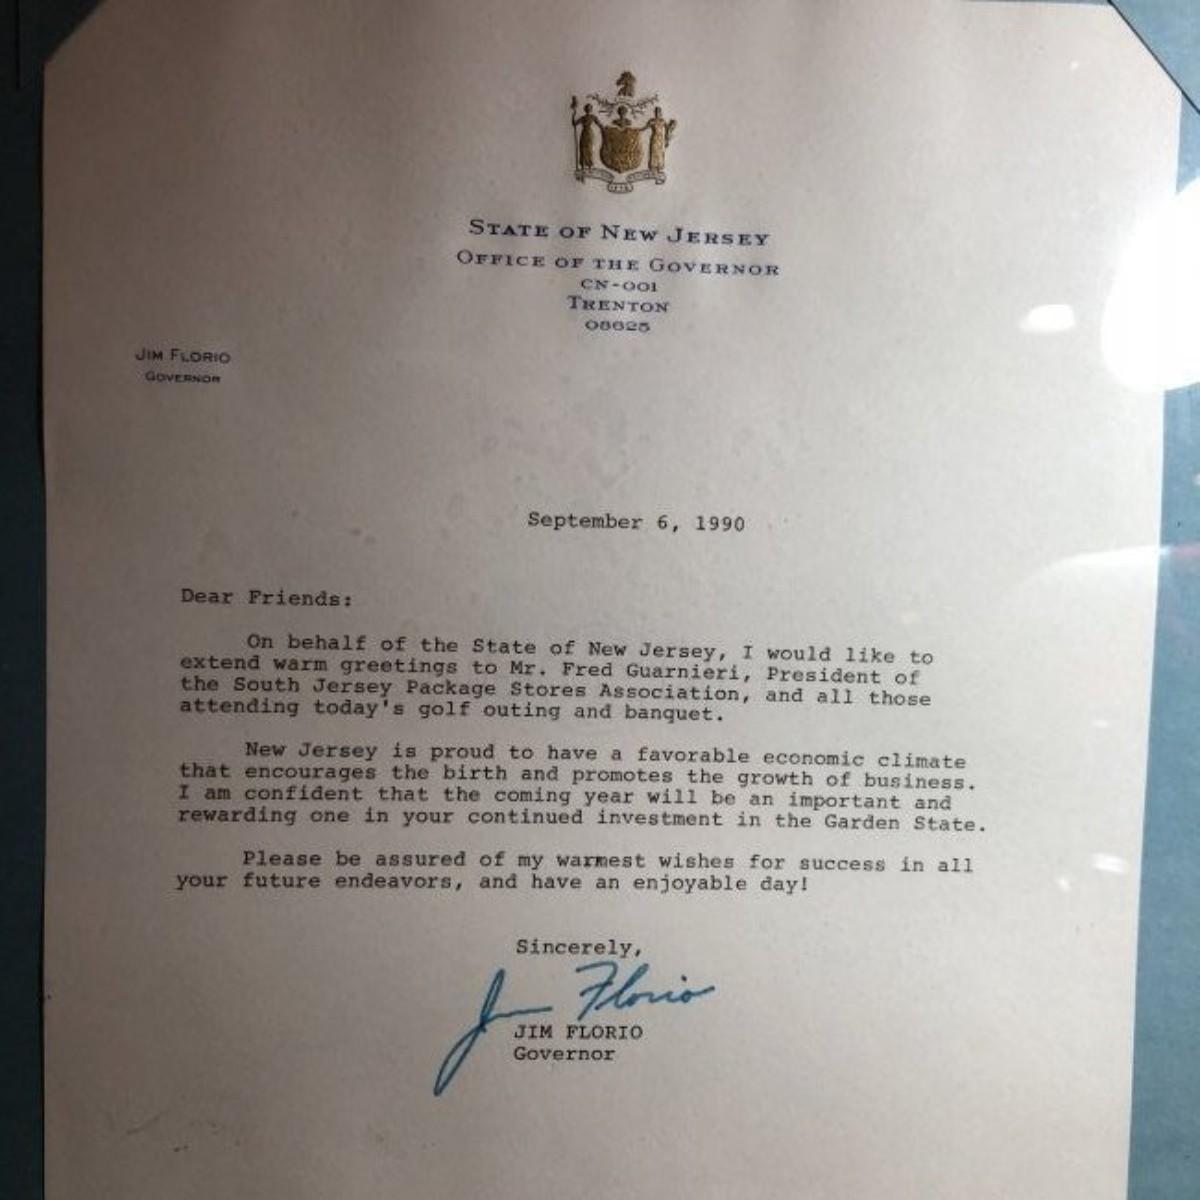 STATE OF NEW JERSEY
OFFICE OF THE GOVERNOR
CN-001
TRENTON
08625
JIM FLORIO
GOVERNOR
September 6, 1990
Dear Friends:
On behalf of the State of New Jersey, I would like to
extend warm greetings to Mr. Fred Guarnieri, President of
the South Jersey Package Stores Association, and all those
attending today's golf outing and banquet.
New Jersey is proud to have a favorable economic climate
that encourages the birth and promotes the growth of business.
I am confident that the coming year will be an important and
rewarding one in your continued investment in the Garden State.
Please be assured of my warmest wishes for success in all
your future endeavors, and have an enjoyable day!
Sincerely,
Jim Florio
JIM FLORIO
Governor